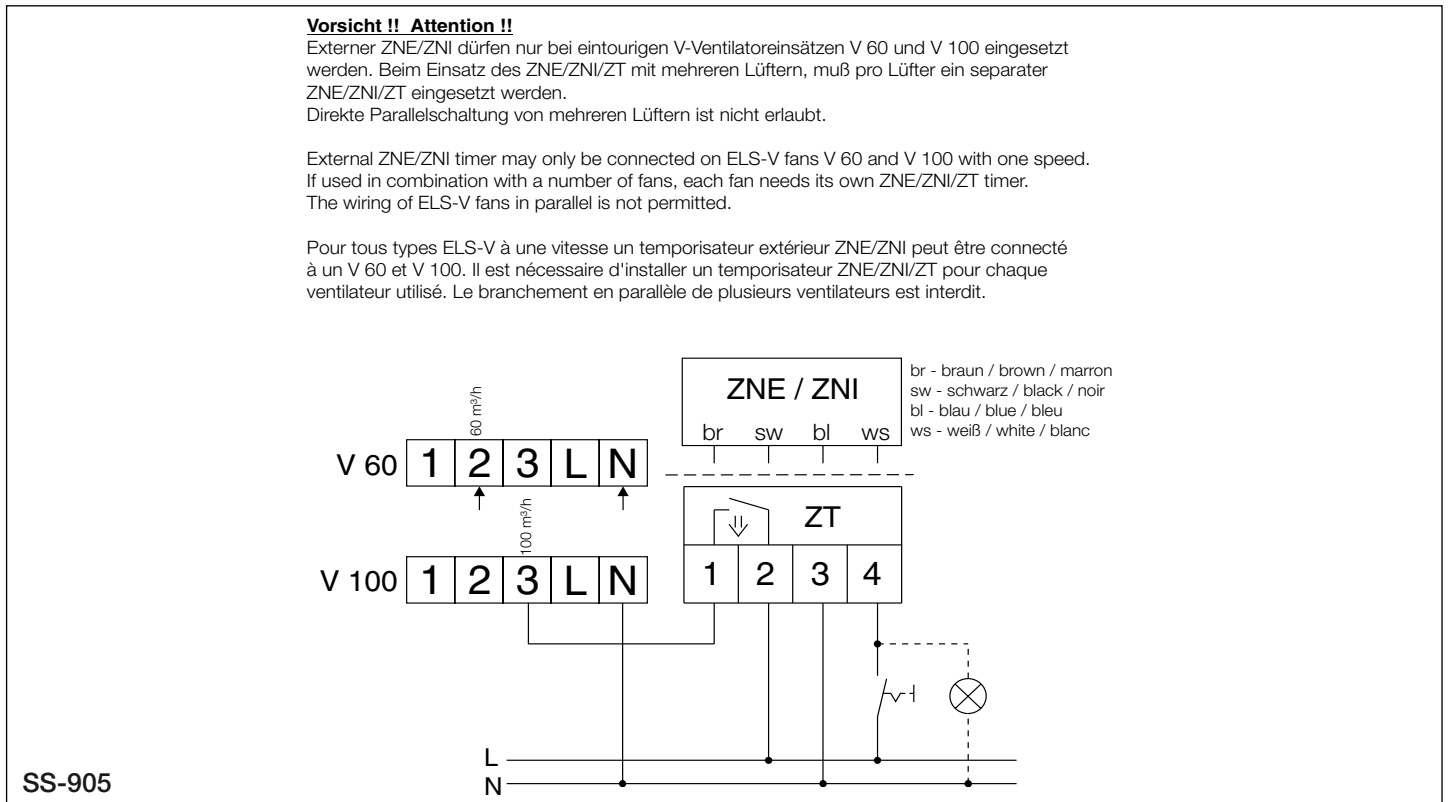 Vorsicht !! Attention !!
Externer ZNE/ZNI dürfen nur bei eintourigen V-Ventilatoreinsätzen V 60 und V 100 eingesetzt
werden. Beim Einsatz des ZNE/ZNI/ZT mit mehreren Lüftern, muß pro Lüfter ein separater
ZNE/ZNI/ZT eingesetzt werden.
Direkte Parallelschaltung von mehreren Lüftern ist nicht erlaubt.
External ZNE/ZNI timer may only be connected on ELS-V fans V 60 and V 100 with one speed.
If used in combination with a number of fans, each fan needs its own ZNE/ZNI/ZT timer.
The wiring of ELS-V fans in parallel is not permitted.
Pour tous types ELS-V à une vitesse un temporisateur extérieur ZNE/ZNI peut être connecté
à un V 60 et V 100. Il est nécessaire d'installer un temporisateur ZNE/ZNI/ZT pour chaque
ventilateur utilisé. Le branchement en parallèle de plusieurs ventilateurs est interdit.
ZNE / ZNI
br sw bl ws
br - braun / brown / marron
sw - schwarz / black / noir
bl - blau / blue / bleu
ws - weiß / white / blanc
60 m³/h
V 60 1 2 3 L N
ZT
1 2 3 4
100 m³/h
V 100 1 2 3 L N
L
N
SS-905